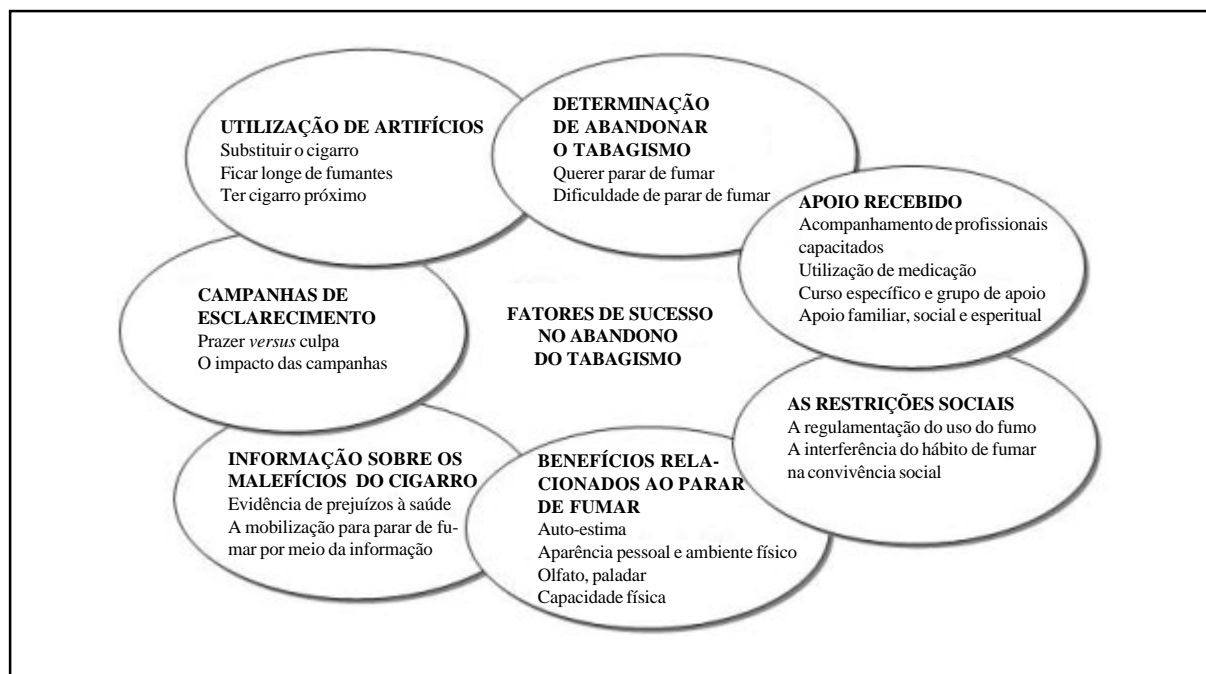 UTILIZAÇÃO DE ARTIFÍCIOS
Substituir o cigarro
Ficar longe de fumantes
Ter cigarro próximo
DETERMINAÇÃO
DE ABANDONAR
O TABAGISMO
Querer parar de fumar
Dificuldade de parar de fumar
APOIO RECEBIDO
Acompanhamento de profissionais
capacitados
Utilização de medicação
Curso específico e grupo de apoio
Apoio familiar, social e esperitual
CAMPANHAS DE
ESCLARECIMENTO
Prazer versus culpa
O impacto das campanhas
FATORES DE SUCESSO
NO ABANDONO
DO TABAGISMO
AS RESTRIÇÕES SOCIAIS
A regulamentação do uso do fumo
A interferência do hábito de fumar
na convivência social
INFORMAÇÃO SOBRE OS
MALEFÍCIOS DO CIGARRO
Evidência de prejuízos à saúde
A mobilização para parar de fu-
mar por meio da informação
BENEFÍCIOS RELA-
CIONADOS AO PARAR
DE FUMAR
Auto-estima
Aparência pessoal e ambiente físico
Olfato, paladar
Capacidade física